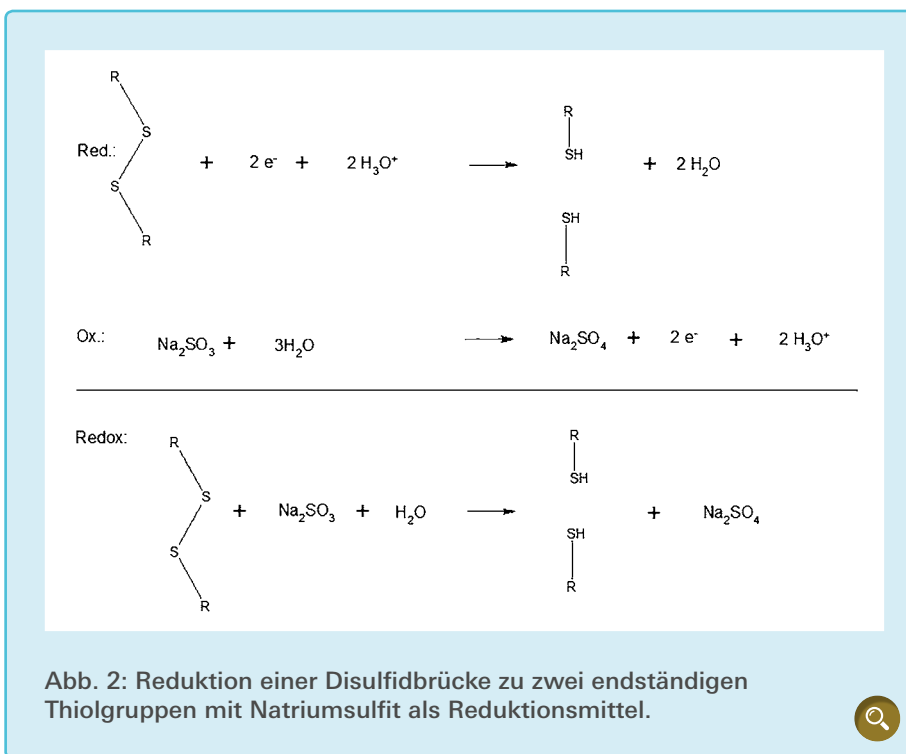 R
S
Red.: + 2 e⁻ + 2 H₃O⁺ → R SH + 2 H₂O
S
SH
R
R
Ox.: Na₂SO₃ + 3H₂O → Na₂SO₄ + 2 e⁻ + 2 H₃O⁺
Redox:
R
R
S
SH
+ Na₂SO₃ + H₂O → + Na₂SO₄
S
SH
R
R
Abb. 2: Reduktion einer Disulfidbrücke zu zwei endständigen
Thiolgruppen mit Natriumsulfit als Reduktionsmittel.